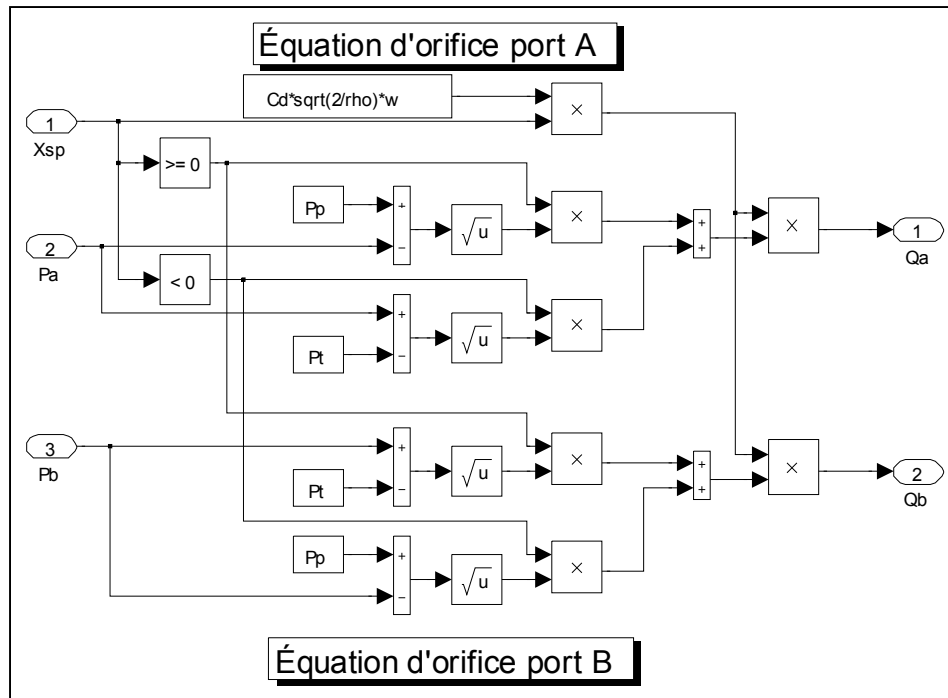 Équation d'orifice port A
Cd*sqrt(2/rho)*w
×
1
Xsp
>= 0
Pp
+
−
√u
×
+
+
×
1
Qa
2
Pa
< 0
+
Pt
−
√u
×
3
Pb
+
Pt
−
√u
×
+
+
×
2
Qb
Pp
+
−
√u
×
Équation d'orifice port B